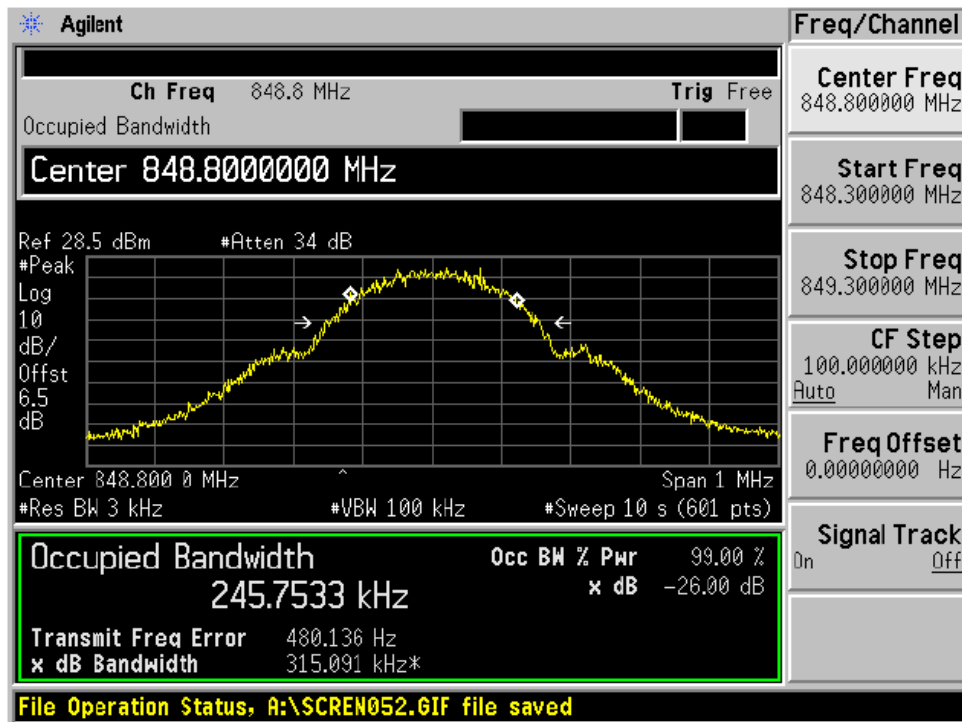 Agilent
Ch Freq 848.8 MHz Trig Free
Occupied Bandwidth
Center 848.8000000 MHz
Ref 28.5 dBm #Atten 34 dB
#Peak
Log
10
dB/
Offst
6.5
dB
Center 848.800 0 MHz ^ Span 1 MHz
#Res BW 3 kHz #VBW 100 kHz #Sweep 10 s (601 pts)
Occupied Bandwidth Occ BW % Pwr 99.00 %
245.7533 kHz x dB -26.00 dB
Transmit Freq Error 480.136 Hz
x dB Bandwidth 315.091 kHz*
File Operation Status, A:\SCREN052.GIF file saved
Freq/Channel
Center Freq
848.800000 MHz
Start Freq
848.300000 MHz
Stop Freq
849.300000 MHz
CF Step
100.000000 kHz
Auto Man
Freq Offset
0.00000000 Hz
Signal Track
On Off